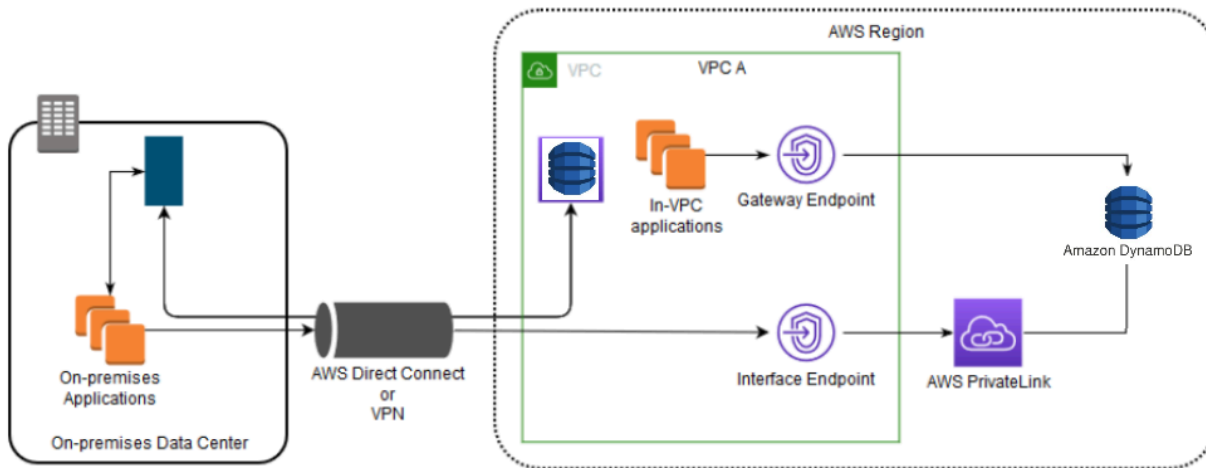 AWS Region
VPC
VPC A
In-VPC
applications
Gateway Endpoint
Amazon DynamoDB
On-premises
Applications
AWS Direct Connect
or
VPN
Interface Endpoint
AWS PrivateLink
On-premises Data Center